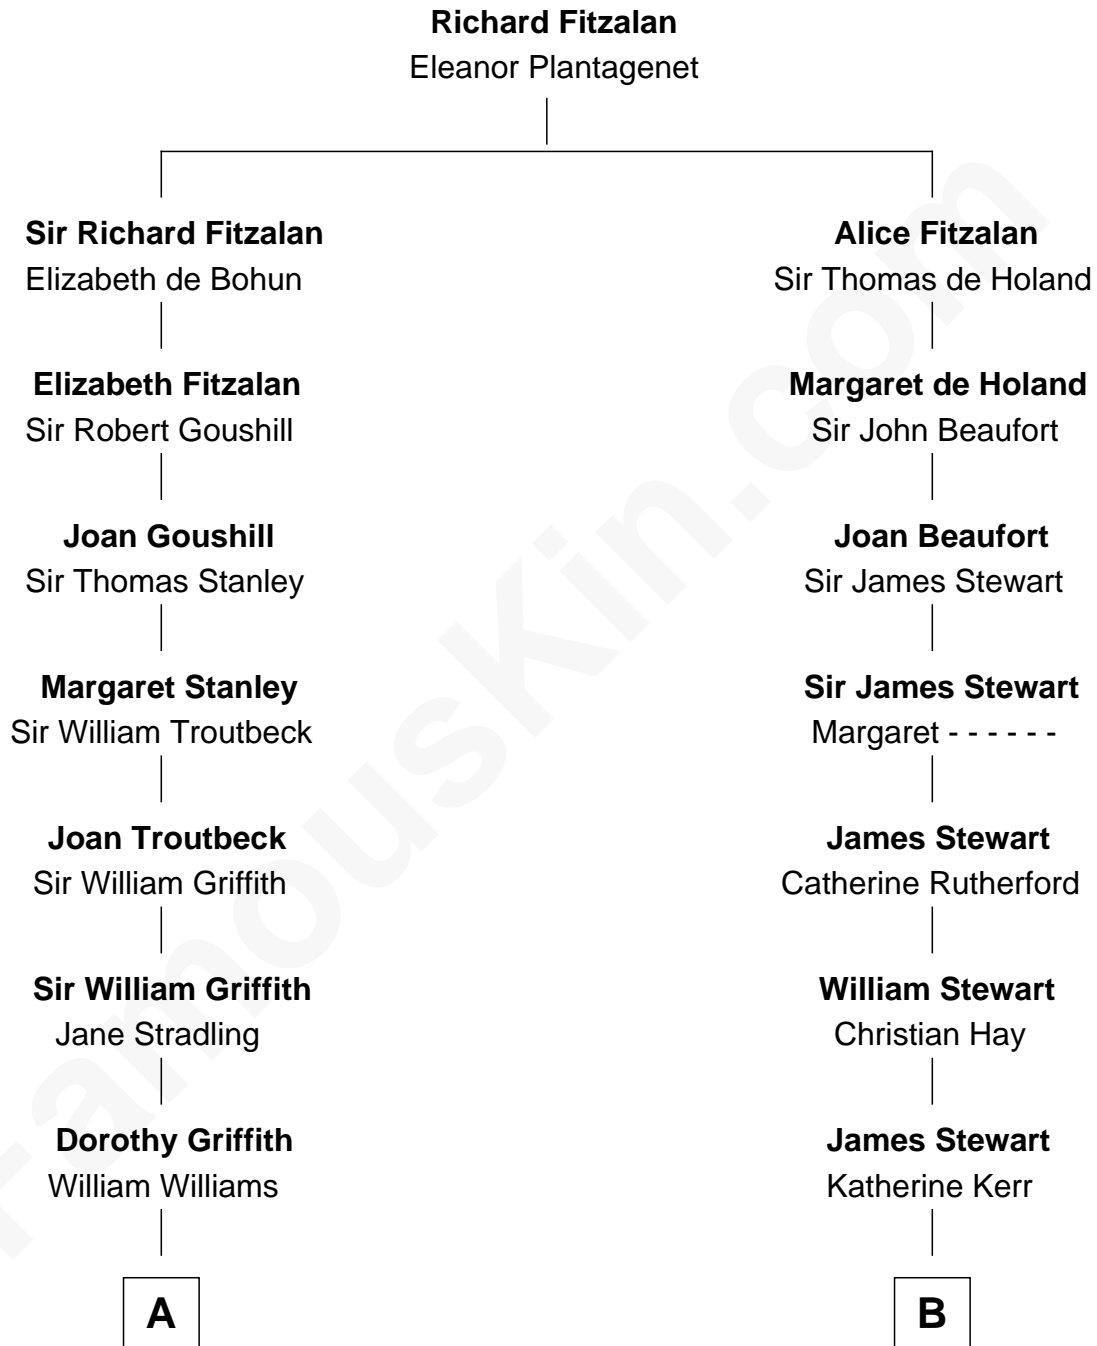 Richard Fitzalan
Eleanor Plantagenet
Sir Richard Fitzalan
Elizabeth de Bohun
Alice Fitzalan
Sir Thomas de Holand
Elizabeth Fitzalan
Sir Robert Goushill
Margaret de Holand
Sir John Beaufort
Joan Goushill
Sir Thomas Stanley
Joan Beaufort
Sir James Stewart
Margaret Stanley
Sir William Troutbeck
Sir James Stewart
Margaret - - - - - -
Joan Troutbeck
Sir William Griffith
James Stewart
Catherine Rutherford
Sir William Griffith
Jane Stradling
William Stewart
Christian Hay
Dorothy Griffith
William Williams
James Stewart
Katherine Kerr
A
B
FamousKin.com